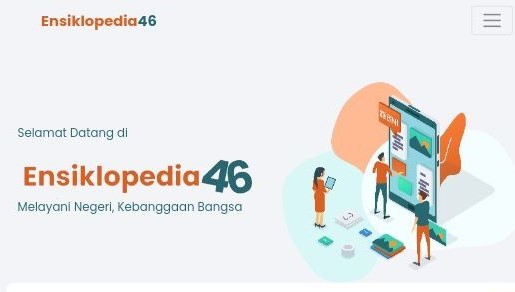 Ensiklopedia46
Selamat Datang di
Ensiklopedia46
Melayani Negeri, Kebanggaan Bangsa
BNI